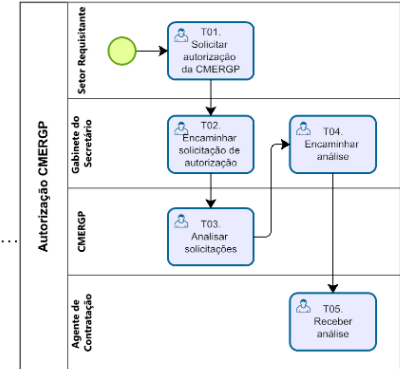 Autorização CMERGP
Setor Requisitante
T01.
Solicitar
autorização
da CMERGP
Gabinete do
Secretário
T02.
Encaminhar
solicitação de
autorização
T04.
Encaminhar
análise
CMERGP
T03.
Analisar
solicitações
Agente de
Contratação
T05.
Receber
análise
...